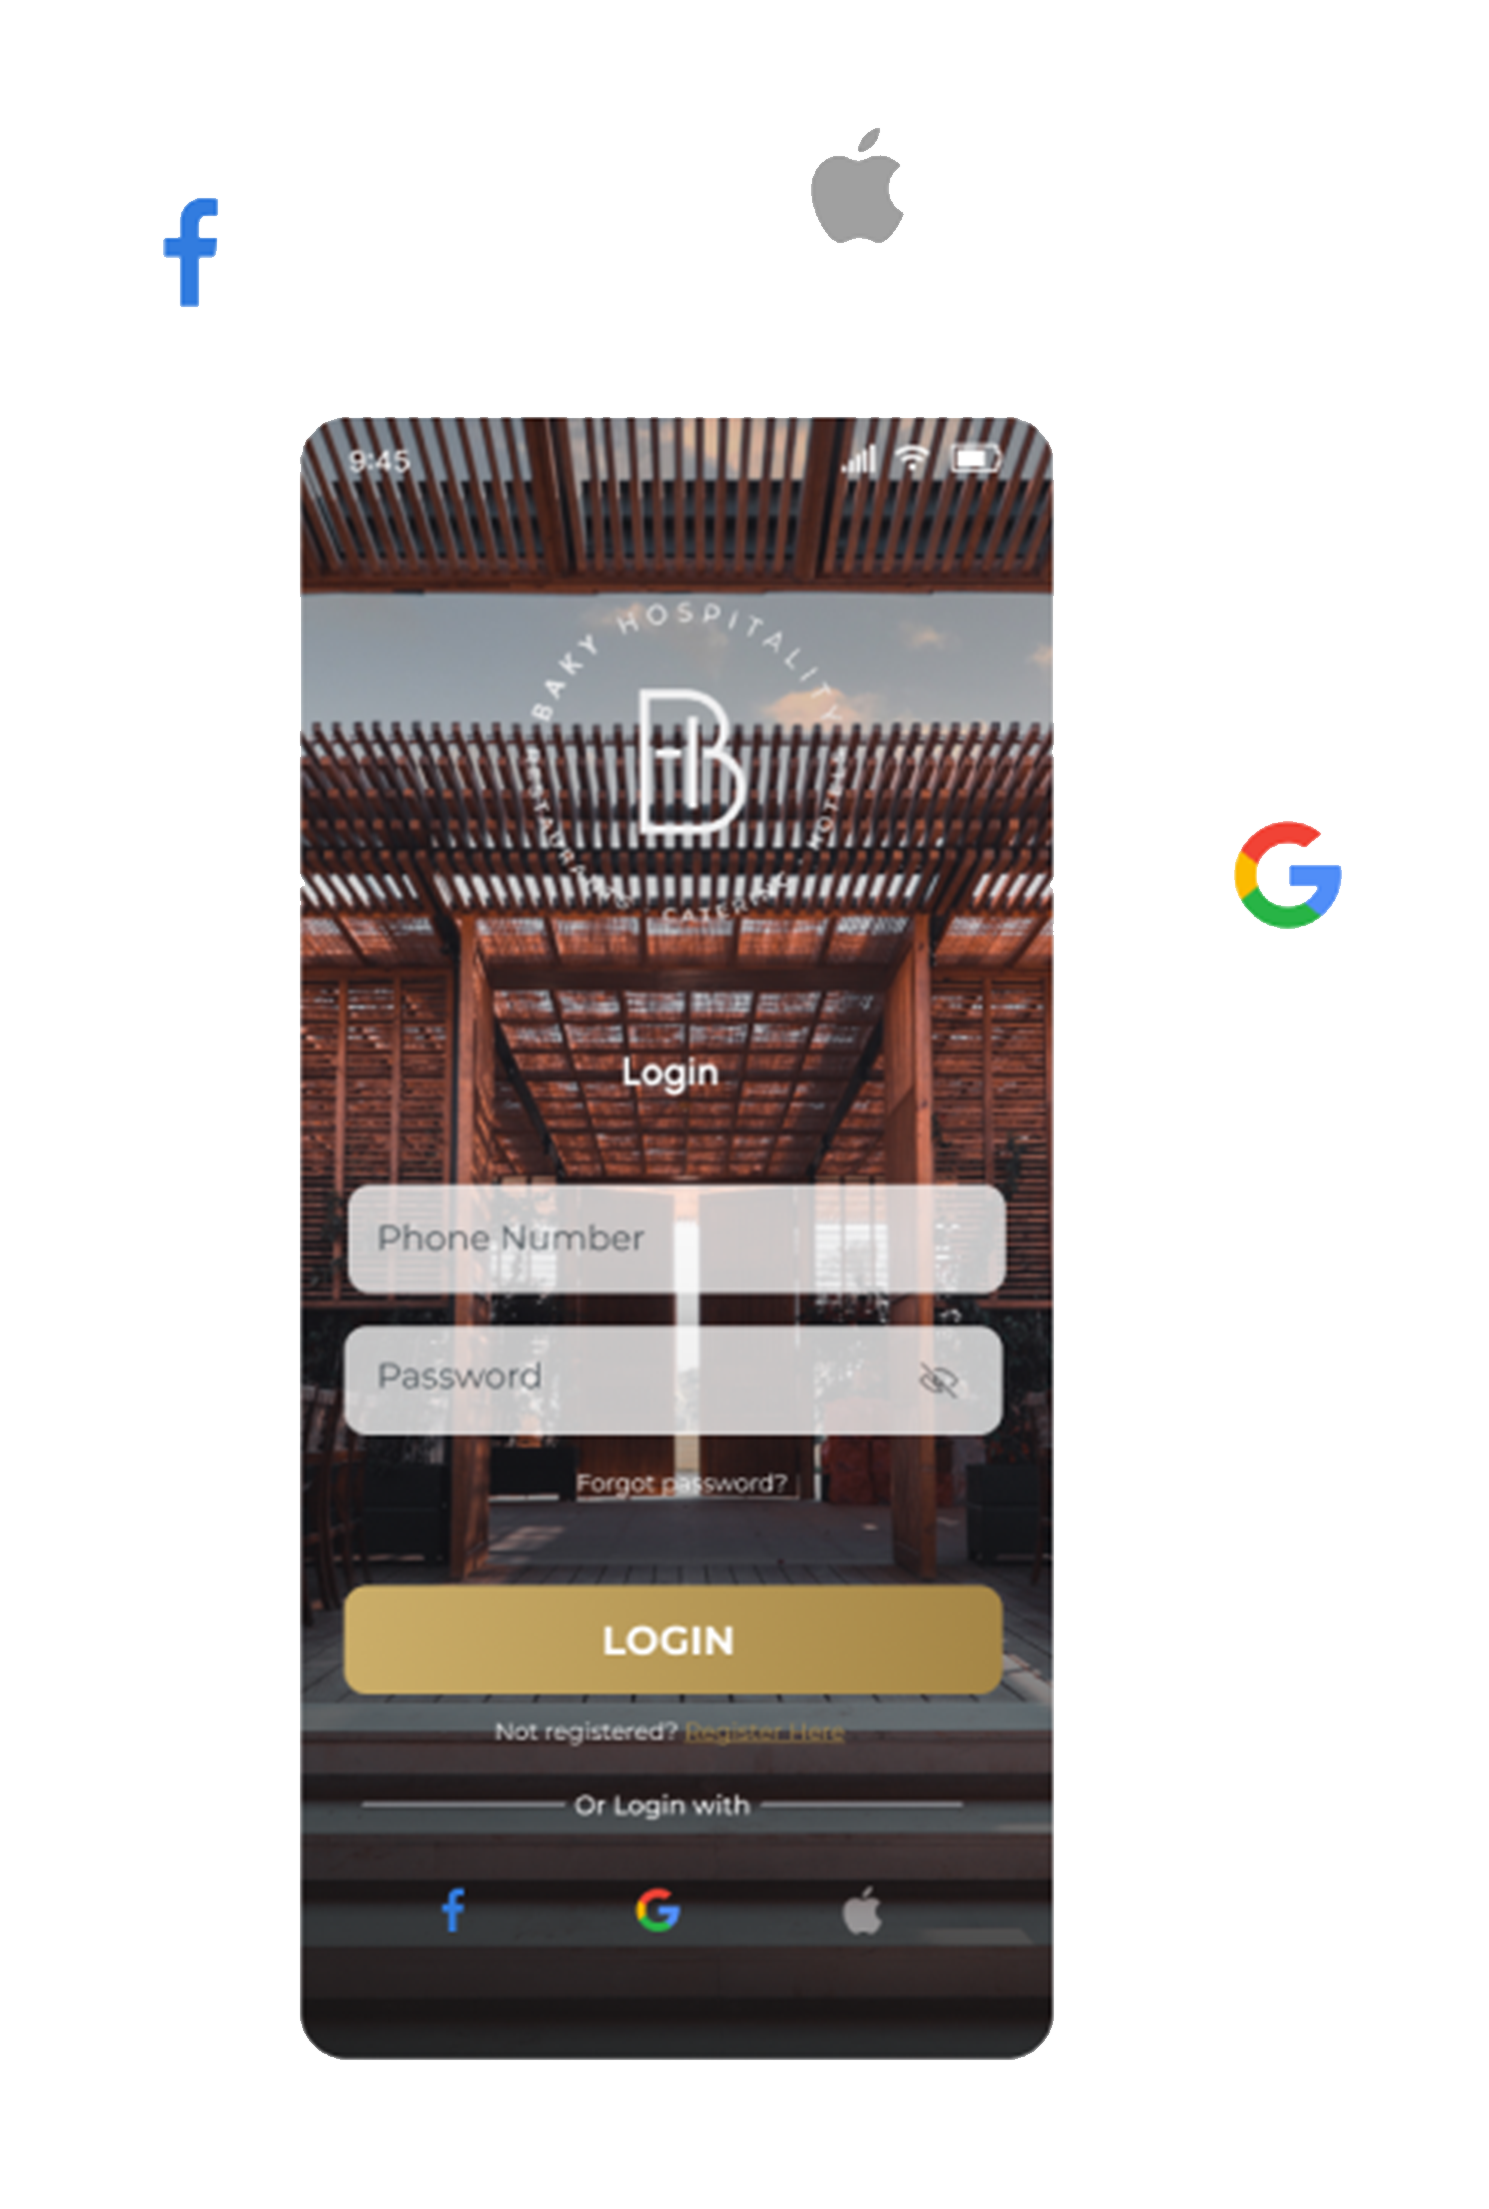 9:45
BAKY HOSPITALITY
RESTAURANTS · CATERING · HOTELS
B
Login
Phone Number
Password
Forgot password?
LOGIN
Not registered? Register Here
Or Login with